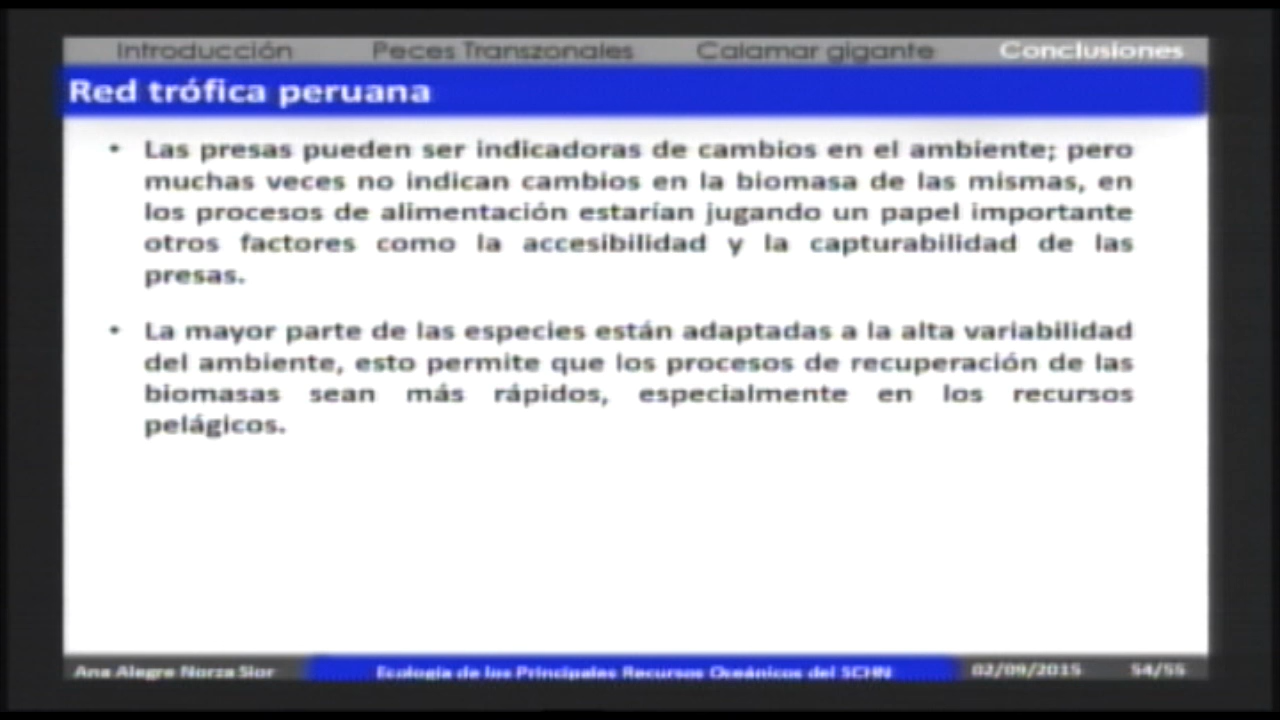 Introducción Peces Transzonales Calamar gigante Conclusiones
Red trófica peruana
• Las presas pueden ser indicadoras de cambios en el ambiente; pero
muchas veces no indican cambios en la biomasa de las mismas, en
los procesos de alimentación estarían jugando un papel importante
otros factores como la accesibilidad y la capturabilidad de las
presas.
• La mayor parte de las especies están adaptadas a la alta variabilidad
del ambiente, esto permite que los procesos de recuperación de las
biomasas sean más rápidos, especialmente en los recursos
pelágicos.
Ana Alegre Norza Sior Ecología de los Principales Recursos Oceánicos del SCHN 02/09/2015 54/55